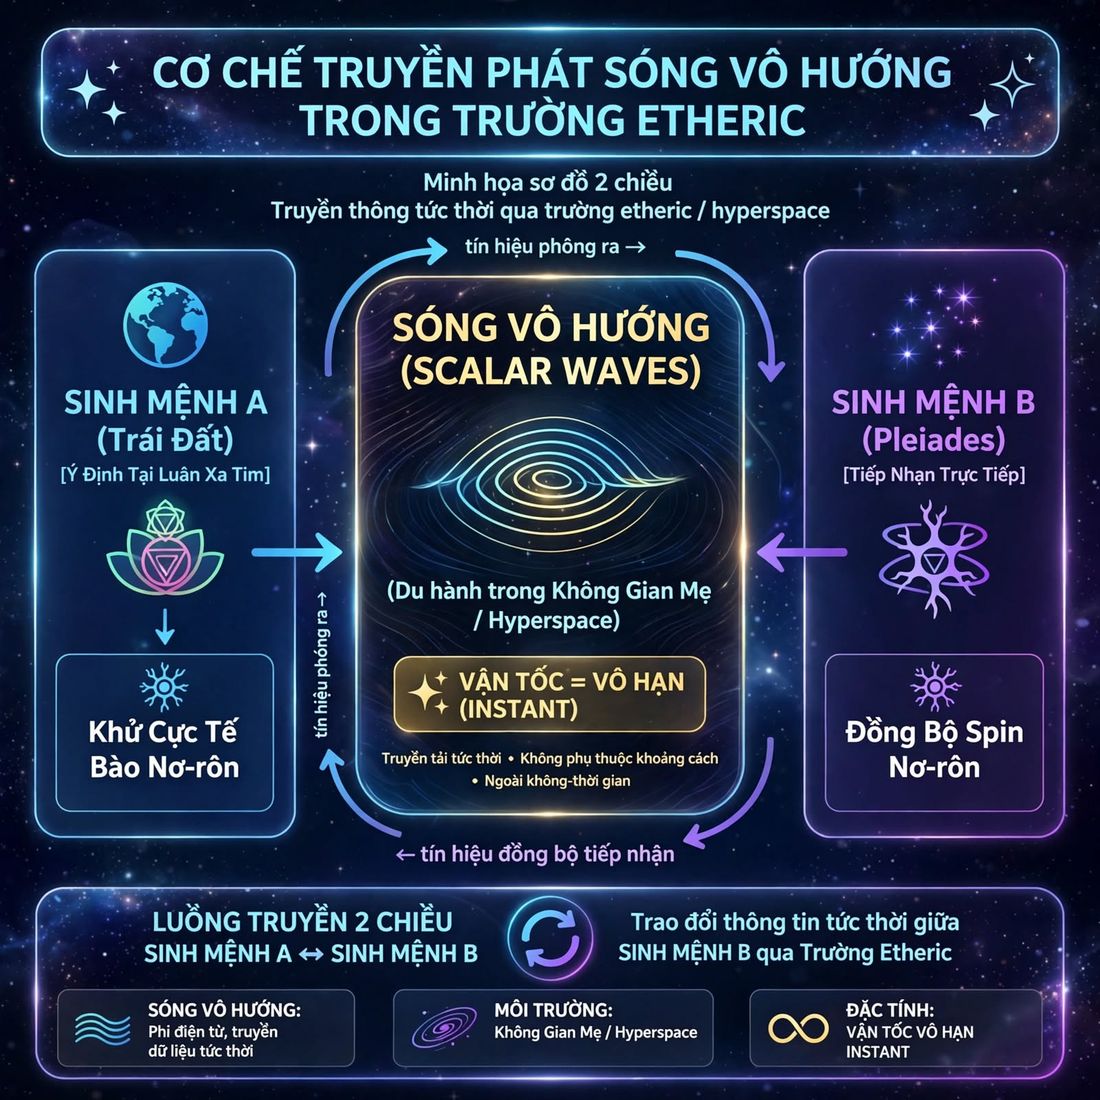 CƠ CHẾ TRUYỀN PHÁT SÓNG VÔ HƯỚNG
TRONG TRƯỜNG ETHERIC
Minh họa sơ đồ 2 chiều
Truyền thông tức thời qua trường etheric / hyperspace
tín hiệu phông ra →
SINH MỆNH A
(Trái Đất)
[Ý Định Tại Luân Xa Tim]
Khử Cực Tế
Bào Nơ-rôn
tín hiệu phóng ra →
SÓNG VÔ HƯỚNG
(SCALAR WAVES)
(Du hành trong Không Gian Mẹ
/ Hyperspace)
VẬN TỐC = VÔ HẠN
(INSTANT)
Truyền tải tức thời • Không phụ thuộc khoảng cách
• Ngoài không-thời gian
SINH MỆNH B
(Pleiades)
[Tiếp Nhạn Trực Tiếp]
Đồng Bộ Spin
Nơ-rôn
← tín hiệu đồng bộ tiếp nhận
LUỒNG TRUYỀN 2 CHIỀU
SINH MỆNH A ↔ SINH MỆNH B
Trao đổi thông tin tức thời giữa
SINH MỆNH B qua Trường Etheric
SÓNG VÔ HƯỚNG:
Phi điện từ, truyền
dữ liệu tức thời
MÔI TRƯỜNG:
Không Gian Mẹ / Hyperspace
ĐẶC TÍNH:
VẬN TỐC VÔ HẠN
INSTANT